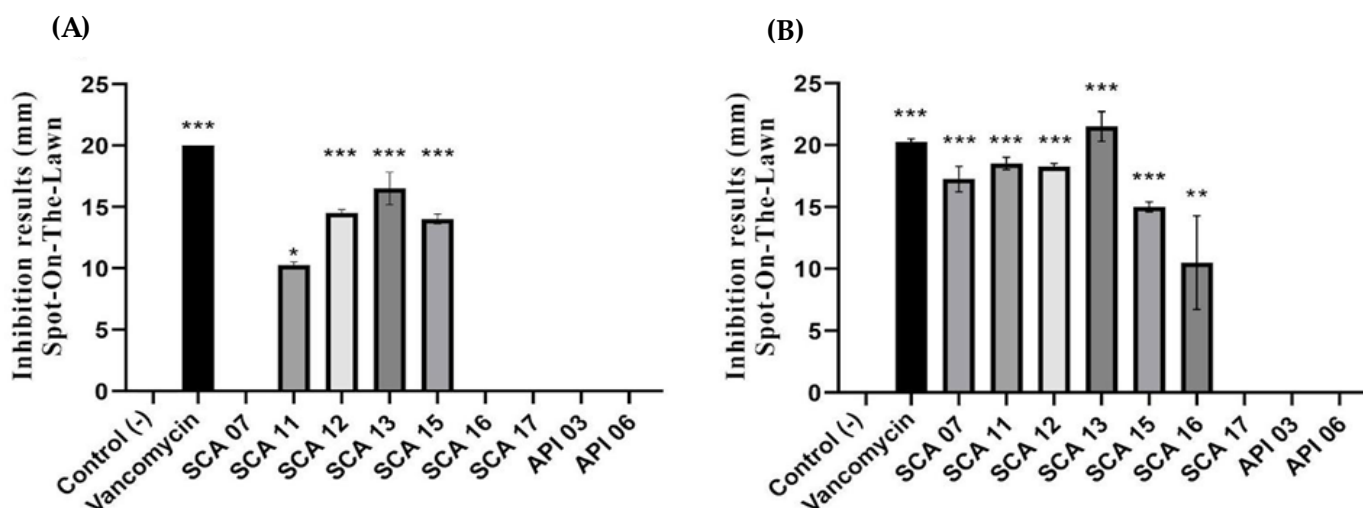 (A)
Inhibition results (mm)
Spot-On-The-Lawn
25
20
15
10
5
0
***
*
***
***
***
Control (-)
Vancomycin
SCA 07
SCA 11
SCA 12
SCA 13
SCA 15
SCA 16
SCA 17
API 03
API 06
(B)
Inhibition results (mm)
Spot-On-The-Lawn
25
20
15
10
5
0
***
***
***
***
***
***
**
Control (-)
Vancomycin
SCA 07
SCA 11
SCA 12
SCA 13
SCA 15
SCA 16
SCA 17
API 03
API 06